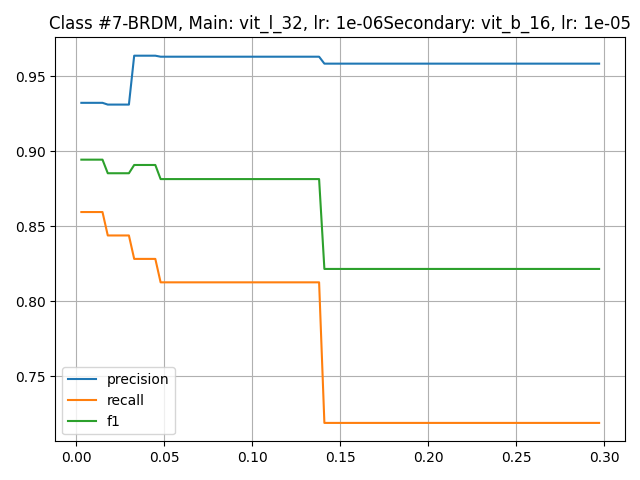 Class #7-BRDM, Main: vit_l_32, lr: 1e-06Secondary: vit_b_16, lr: 1e-05
0.95
0.90
0.85
0.80
0.75
precision
recall
f1
0.00 0.05 0.10 0.15 0.20 0.25 0.30